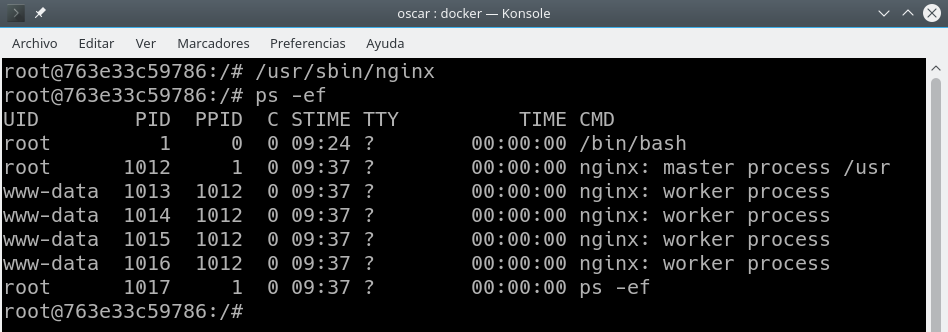 oscar : docker — Konsole
Archivo Editar Ver Marcadores Preferencias Ayuda
root@763e33c59786:/# /usr/sbin/nginx
root@763e33c59786:/# ps -ef
UID        PID  PPID  C STIME TTY          TIME CMD
root         1     0  0 09:24 ?        00:00:00 /bin/bash
root      1012     1  0 09:37 ?        00:00:00 nginx: master process /usr
www-data  1013  1012  0 09:37 ?        00:00:00 nginx: worker process
www-data  1014  1012  0 09:37 ?        00:00:00 nginx: worker process
www-data  1015  1012  0 09:37 ?        00:00:00 nginx: worker process
www-data  1016  1012  0 09:37 ?        00:00:00 nginx: worker process
root      1017     1  0 09:37 ?        00:00:00 ps -ef
root@763e33c59786:/#